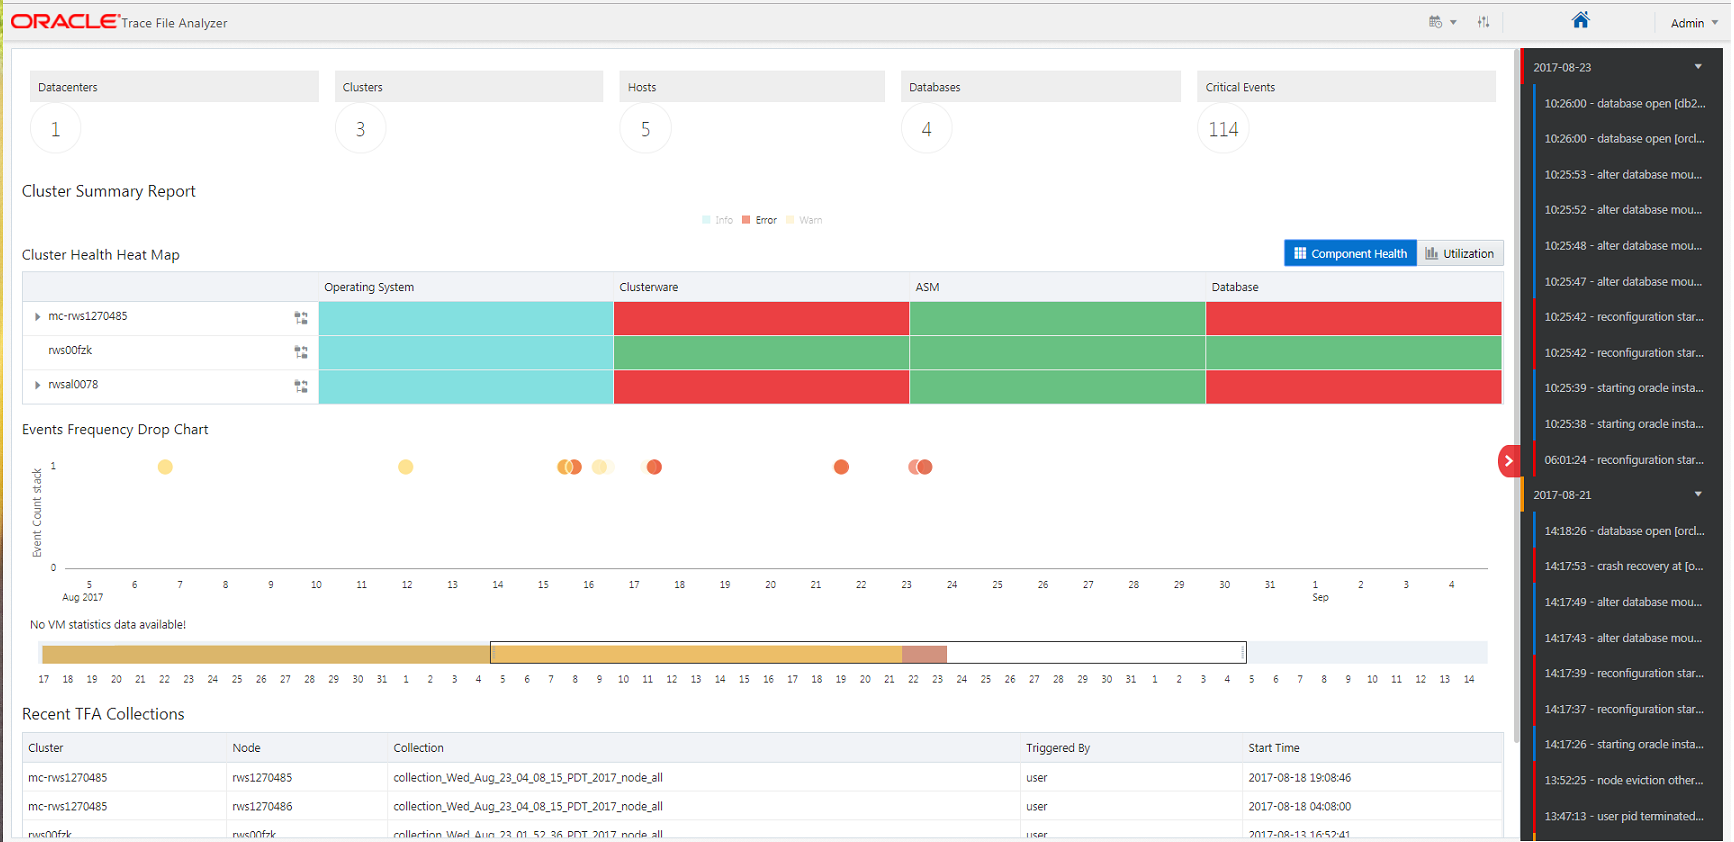 ORACLE Trace File Analyzer
Admin
Datacenters
Clusters
Hosts
Databases
Critical Events
1
3
5
4
114
Cluster Summary Report
Info Error Warn
Cluster Health Heat Map
Component Health
Utilization
Operating System
Clusterware
ASM
Database
mc-rws1270485
rws00fzk
rwsal0078
Events Frequency Drop Chart
Event Count stack
1
0
5 6 7 8 9 10 11 12 13 14 15 16 17 18 19 20 21 22 23 24 25 26 27 28 29 30 31 1 2 3 4
Aug 2017
Sep
No VM statistics data available!
17 18 19 20 21 22 23 24 25 26 27 28 29 30 31 1 2 3 4 5 6 7 8 9 10 11 12 13 14 15 16 17 18 19 20 21 22 23 24 25 26 27 28 29 30 31 1 2 3 4 5 6 7 8 9 10 11 12 13 14
Recent TFA Collections
Cluster Node Collection Triggered By Start Time
mc-rws1270485 rws1270485 collection_Wed_Aug_23_04_08_15_PDT_2017_node_all user 2017-08-18 19:08:46
mc-rws1270485 rws1270486 collection_Wed_Aug_23_04_08_15_PDT_2017_node_all user 2017-08-18 04:08:00
rws00fzk rws00fzk collection_Wed_Aug_23_01_52_36_PDT_2017_node_all user 2017-08-13 16:52:41
2017-08-23
10:26:00 - database open [db2...
10:26:00 - database open [orcl...
10:25:53 - alter database mou...
10:25:52 - alter database mou...
10:25:48 - alter database mou...
10:25:47 - alter database mou...
10:25:42 - reconfiguration star...
10:25:42 - reconfiguration star...
10:25:39 - starting oracle insta...
10:25:38 - starting oracle insta...
06:01:24 - reconfiguration star...
2017-08-21
14:18:26 - database open [orcl...
14:17:53 - crash recovery at [o...
14:17:49 - alter database mou...
14:17:43 - alter database mou...
14:17:39 - reconfiguration star...
14:17:37 - reconfiguration star...
14:17:26 - starting oracle insta...
13:52:25 - node eviction other...
13:47:13 - user pid terminated...